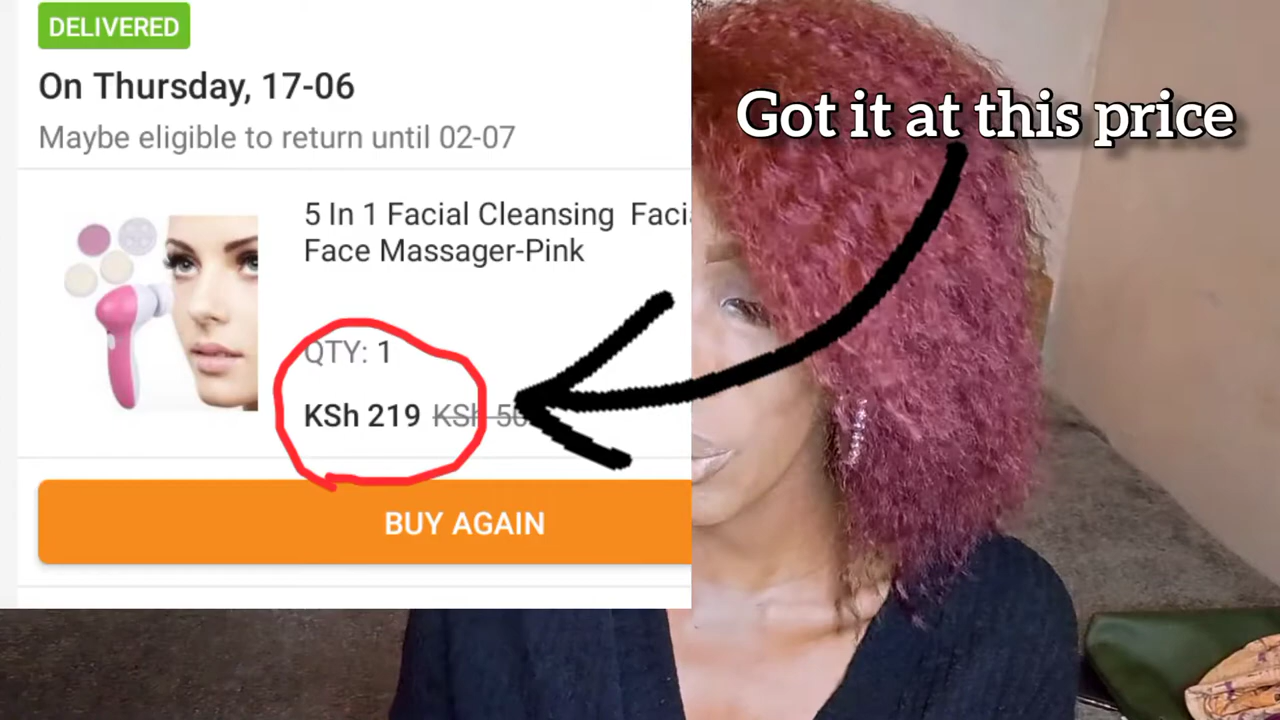 DELIVERED
On Thursday, 17-06
Maybe eligible to return until 02-07
5 In 1 Facial Cleansing
Face Massager-Pink
QTY: 1
KSh 219 KSh
BUY AGAIN
Got it at this price